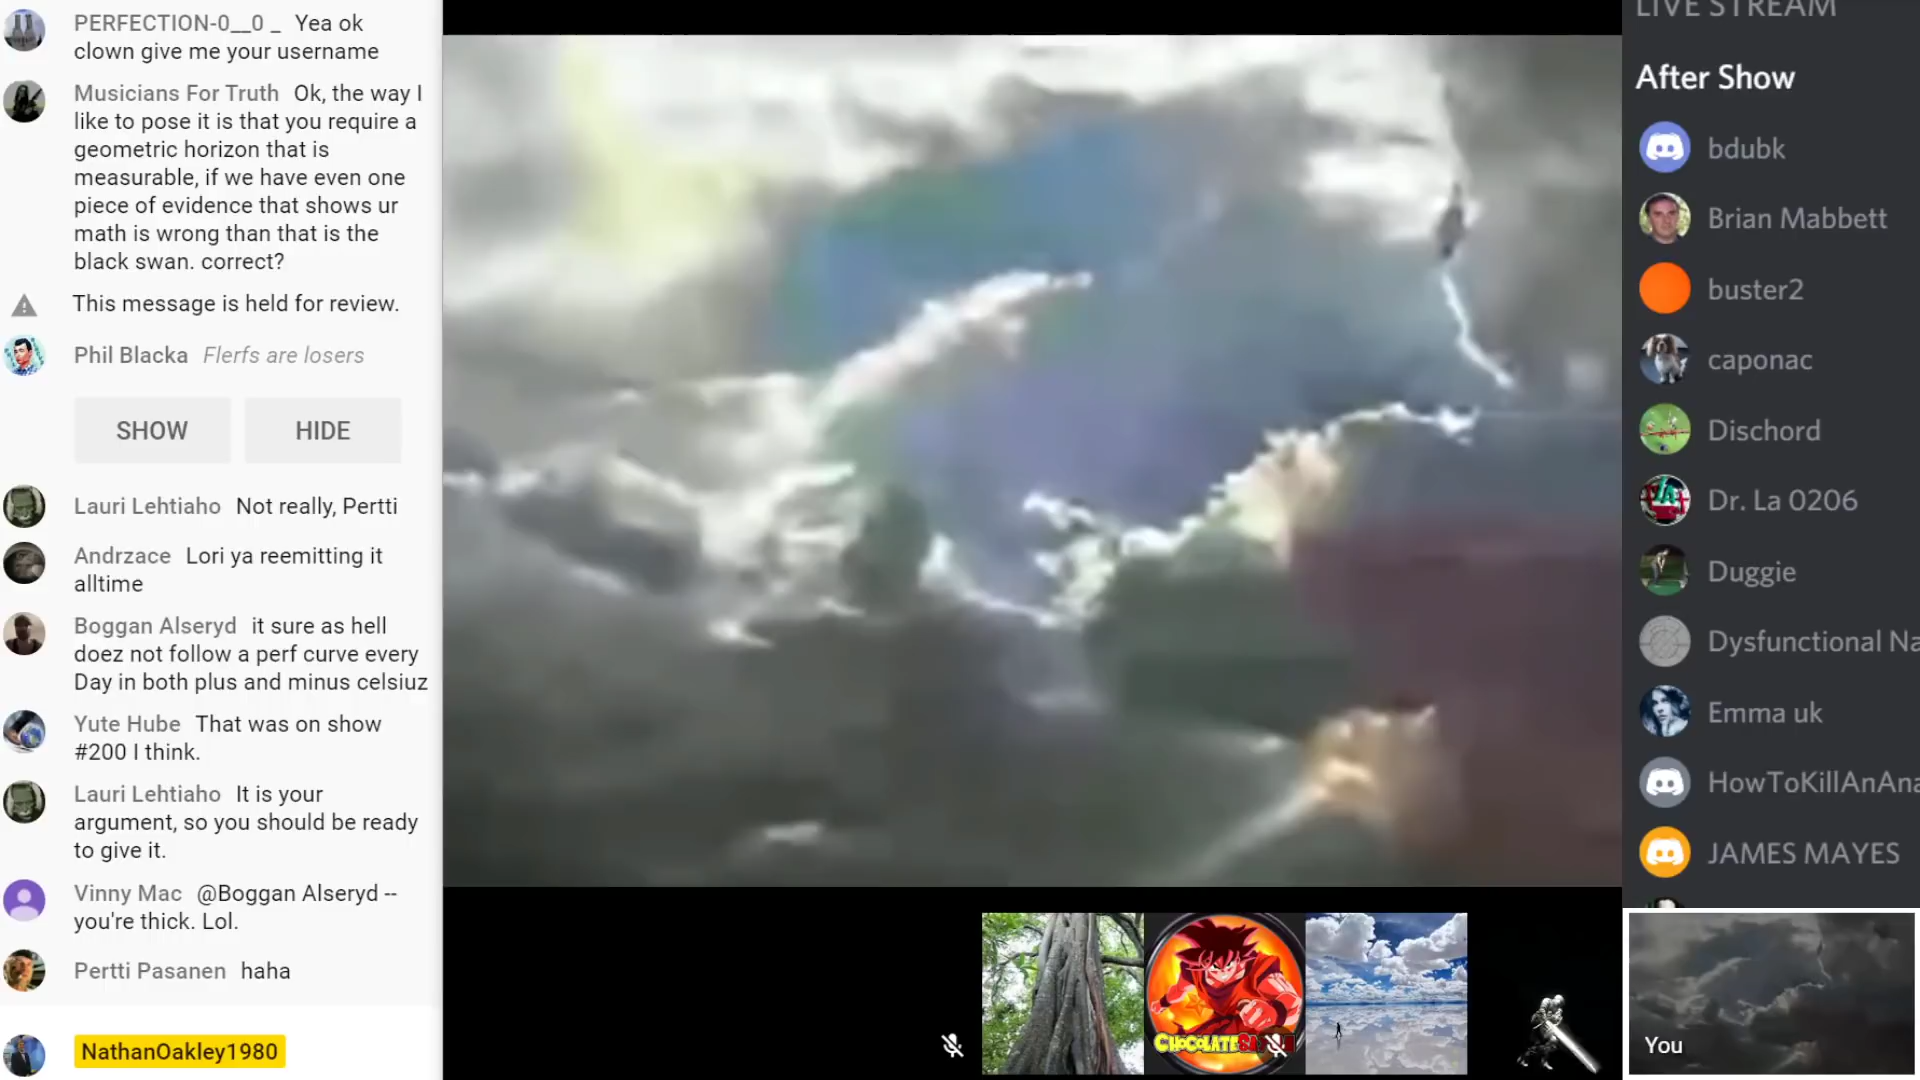 PERFECTION-0__0 _ Yea ok
clown give me your username
Musicians For Truth Ok, the way I
like to pose it is that you require a
geometric horizon that is
measurable, if we have even one
piece of evidence that shows ur
math is wrong than that is the
black swan. correct?
This message is held for review.
Phil Blacka Flerfs are losers
SHOW HIDE
Lauri Lehtiaho Not really, Pertti
Andrzace Lori ya reemitting it
alltime
Boggan Alseryd it sure as hell
doez not follow a perf curve every
Day in both plus and minus celsiuz
Yute Hube That was on show
#200 I think.
Lauri Lehtiaho It is your
argument, so you should be ready
to give it.
Vinny Mac @Boggan Alseryd --
you're thick. Lol.
Pertti Pasanen haha
NathanOakley1980
LIVE STREAM
After Show
bdubk
Brian Mabbett
buster2
caponac
Dischord
Dr. La 0206
Duggie
Dysfunctional Na
Emma uk
HowToKillAnAna
JAMES MAYES
You